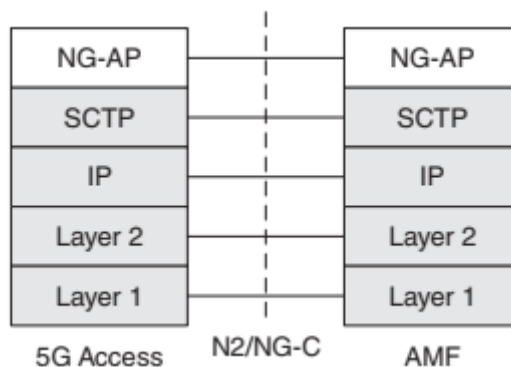 NG-AP NG-AP
SCTP SCTP
IP IP
Layer 2 Layer 2
Layer 1 Layer 1
5G Access N2/NG-C AMF